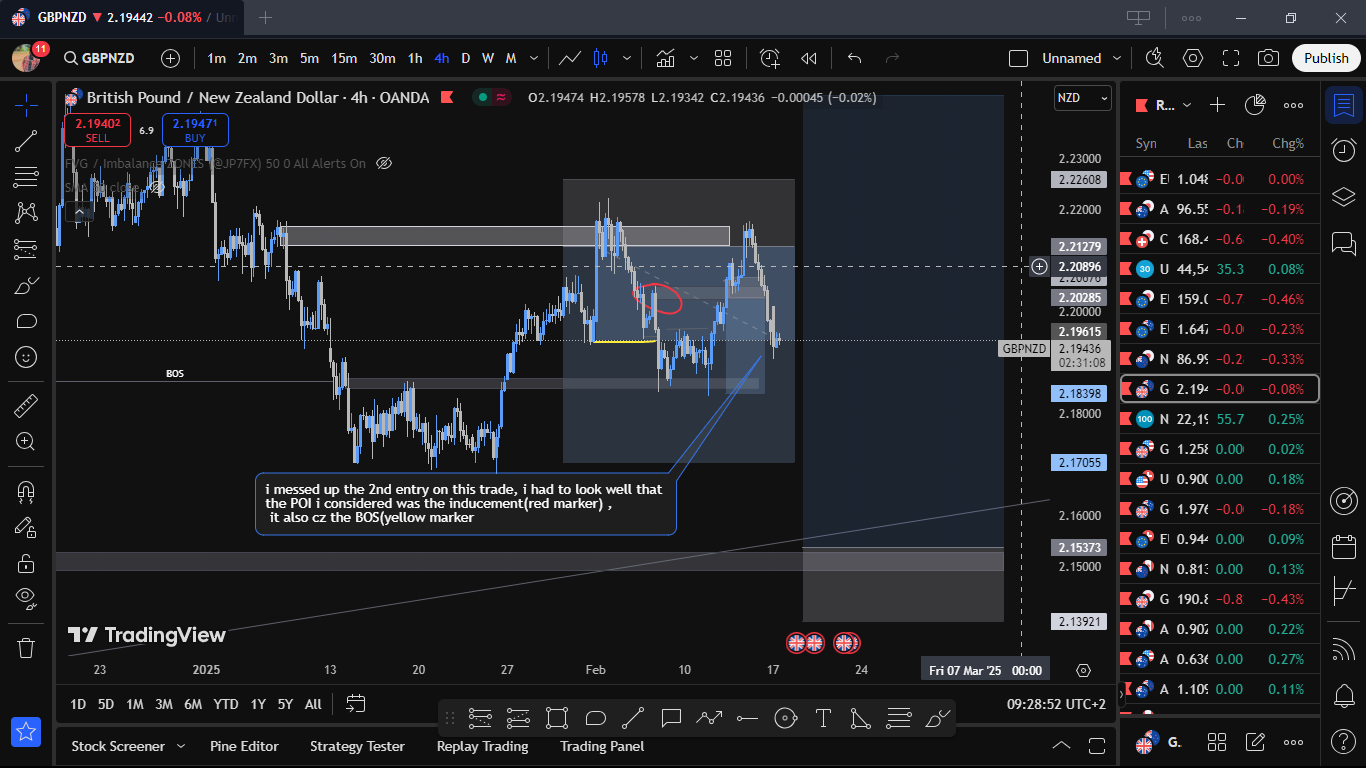 GBPNZD ▼ 2.19442 −0.08% / Un
11
GBPNZD 1m 2m 3m 5m 15m 30m 1h 4h D W M Unnamed Publish
British Pound / New Zealand Dollar · 4h · OANDA O2.19474 H2.19578 L2.19342 C2.19436 −0.00045 (−0.02%)
NZD
2.19402 SELL 6.9 2.19471 BUY
FVG / Imbalance ZONES (@JP7FX) 50 0 All Alerts On
close
2.23000
2.22608
2.22000
2.21279
2.20896
2.20285
2.20000
2.19615
GBPNZD 2.19436
02:31:08
2.18398
2.18000
2.17055
2.16000
2.15373
2.15000
2.13921
BOS
i messed up the 2nd entry on this trade, i had to look well that
the POI i considered was the inducement(red marker) ,
it also cz the BOS(yellow marker
TradingView
23 2025 13 20 27 Feb 10 17 24 Fri 07 Mar '25 00:00
1D 5D 1M 3M 6M YTD 1Y 5Y All
09:28:52 UTC+2
Stock Screener Pine Editor Strategy Tester Replay Trading Trading Panel
R...
Syn Las Ch Chg%
E 1.048 −0.0 0.00%
A 96.55 −0.1 −0.19%
C 168.4 −0.6 −0.40%
30 U 44,54 35.3 0.08%
E 159.0 −0.7 −0.46%
E 1.647 −0.0 −0.23%
N 86.99 −0.2 −0.33%
G 2.194 −0.0 −0.08%
100 N 22,19 55.7 0.25%
G 1.258 0.00 0.02%
U 0.900 0.00 0.18%
G 1.976 −0.0 −0.09%
E 0.944 0.00 0.09%
N 0.813 0.00 0.13%
G 190.8 −0.8 −0.43%
A 0.902 0.00 0.22%
A 0.636 0.00 0.27%
A 1.109 0.00 0.11%
G.